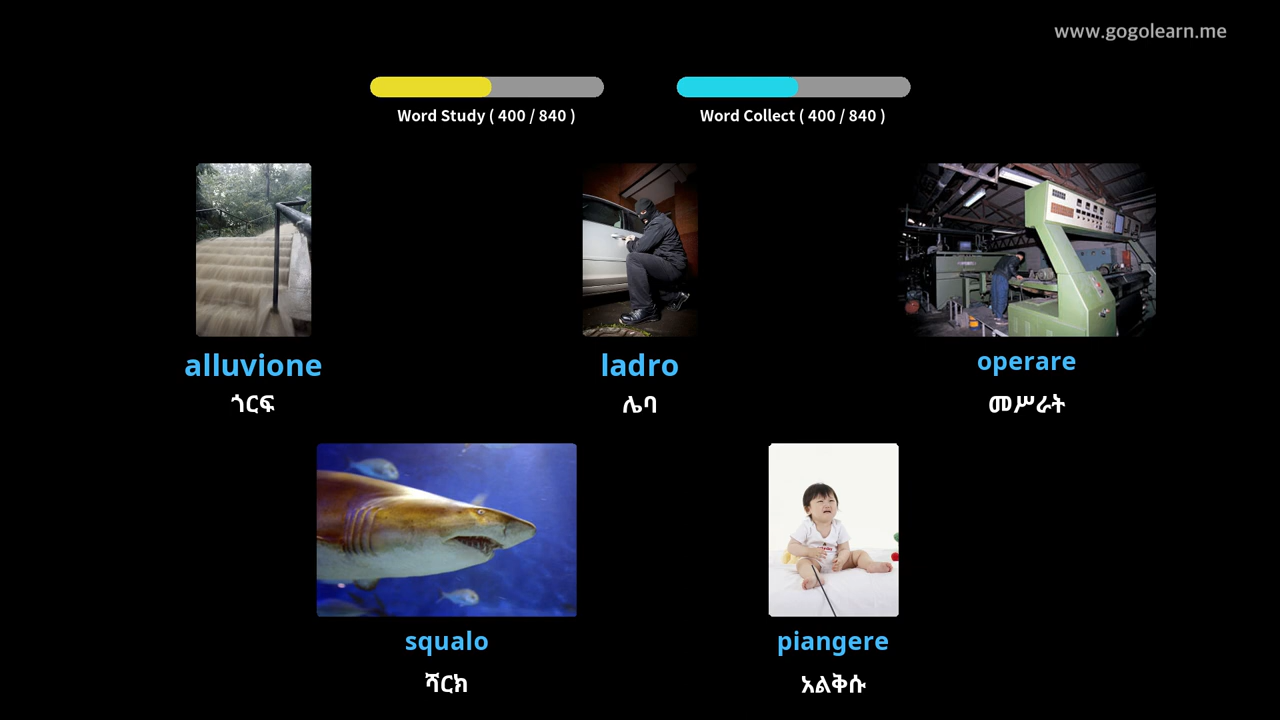 www.gogolearn.me
Word Study ( 400 / 840 )
Word Collect ( 400 / 840 )
alluvione
ጎርፍ
ladro
ሌባ
operare
መሥራት
squalo
ሻርክ
piangere
አልቅሱ